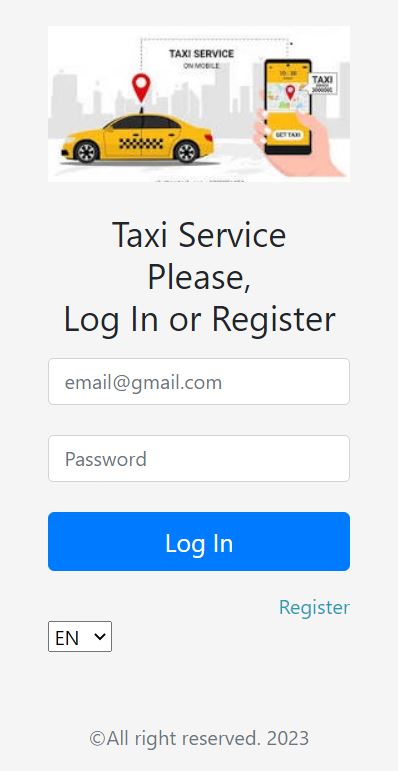 TAXI SERVICE
ON MOBILE
TAXI
GET TAXI
Taxi Service
Please,
Log In or Register
email@gmail.com
Password
Log In
Register
EN
©All right reserved. 2023